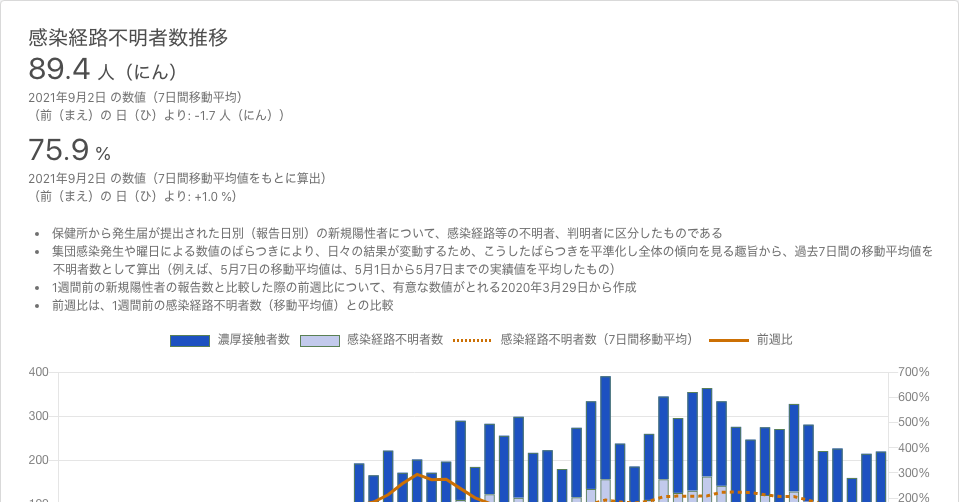 感染経路不明者数推移
89.4 人（にん）
2021年9月2日 の数値（7日間移動平均）
（前（まえ）の 日（ひ）より: -1.7 人（にん））
75.9 %
2021年9月2日 の数値（7日間移動平均値をもとに算出）
（前（まえ）の 日（ひ）より: +1.0 %）
• 保健所から発生届が提出された日別（報告日別）の新規陽性者について、感染経路等の不明者、判明者に区分したものである
• 集団感染発生や曜日による数値のばらつきにより、日々の結果が変動するため、こうしたばらつきを平準化し全体の傾向を見る趣旨から、過去7日間の移動平均値を
不明者数として算出（例えば、5月7日の移動平均値は、5月1日から5月7日までの実績値を平均したもの）
• 1週間前の新規陽性者の報告数と比較した際の前週比について、有意な数値がとれる2020年3月29日から作成
• 前週比は、1週間前の感染経路不明者数（移動平均値）との比較
濃厚接触者数 感染経路不明者数 感染経路不明者数（7日間移動平均） 前週比
400 700%
600%
300 500%
400%
200 300%
100 200%